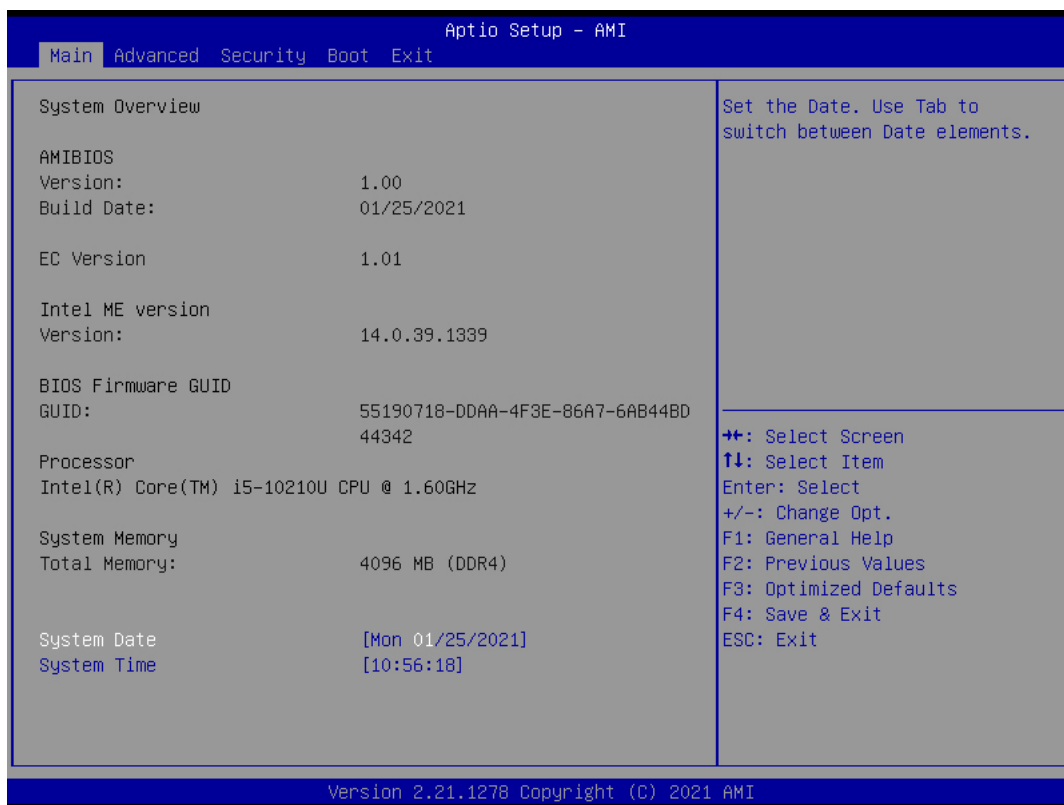 Aptio Setup - AMI
Main Advanced Security Boot Exit
System Overview
AMIBIOS
Version: 1.00
Build Date: 01/25/2021
EC Version 1.01
Intel ME version
Version: 14.0.39.1339
BIOS Firmware GUID
GUID: 55190718-DDAA-4F3E-86A7-6AB44BD
44342
Processor
Intel(R) Core(TM) i5-10210U CPU @ 1.60GHz
System Memory
Total Memory: 4096 MB (DDR4)
System Date [Mon 01/25/2021]
System Time [10:56:18]
Set the Date. Use Tab to
switch between Date elements.
→←: Select Screen
↑↓: Select Item
Enter: Select
+/-: Change Opt.
F1: General Help
F2: Previous Values
F3: Optimized Defaults
F4: Save & Exit
ESC: Exit
Version 2.21.1278 Copyright (C) 2021 AMI